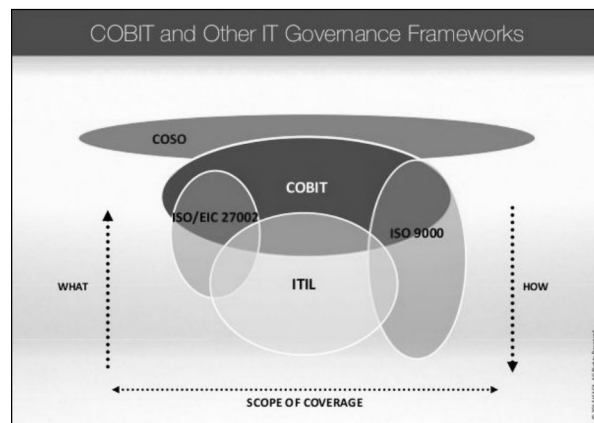 COBIT and Other IT Governance Frameworks
COSO
COBIT
ISO/EIC 27002
ISO 9000
ITIL
WHAT
HOW
SCOPE OF COVERAGE